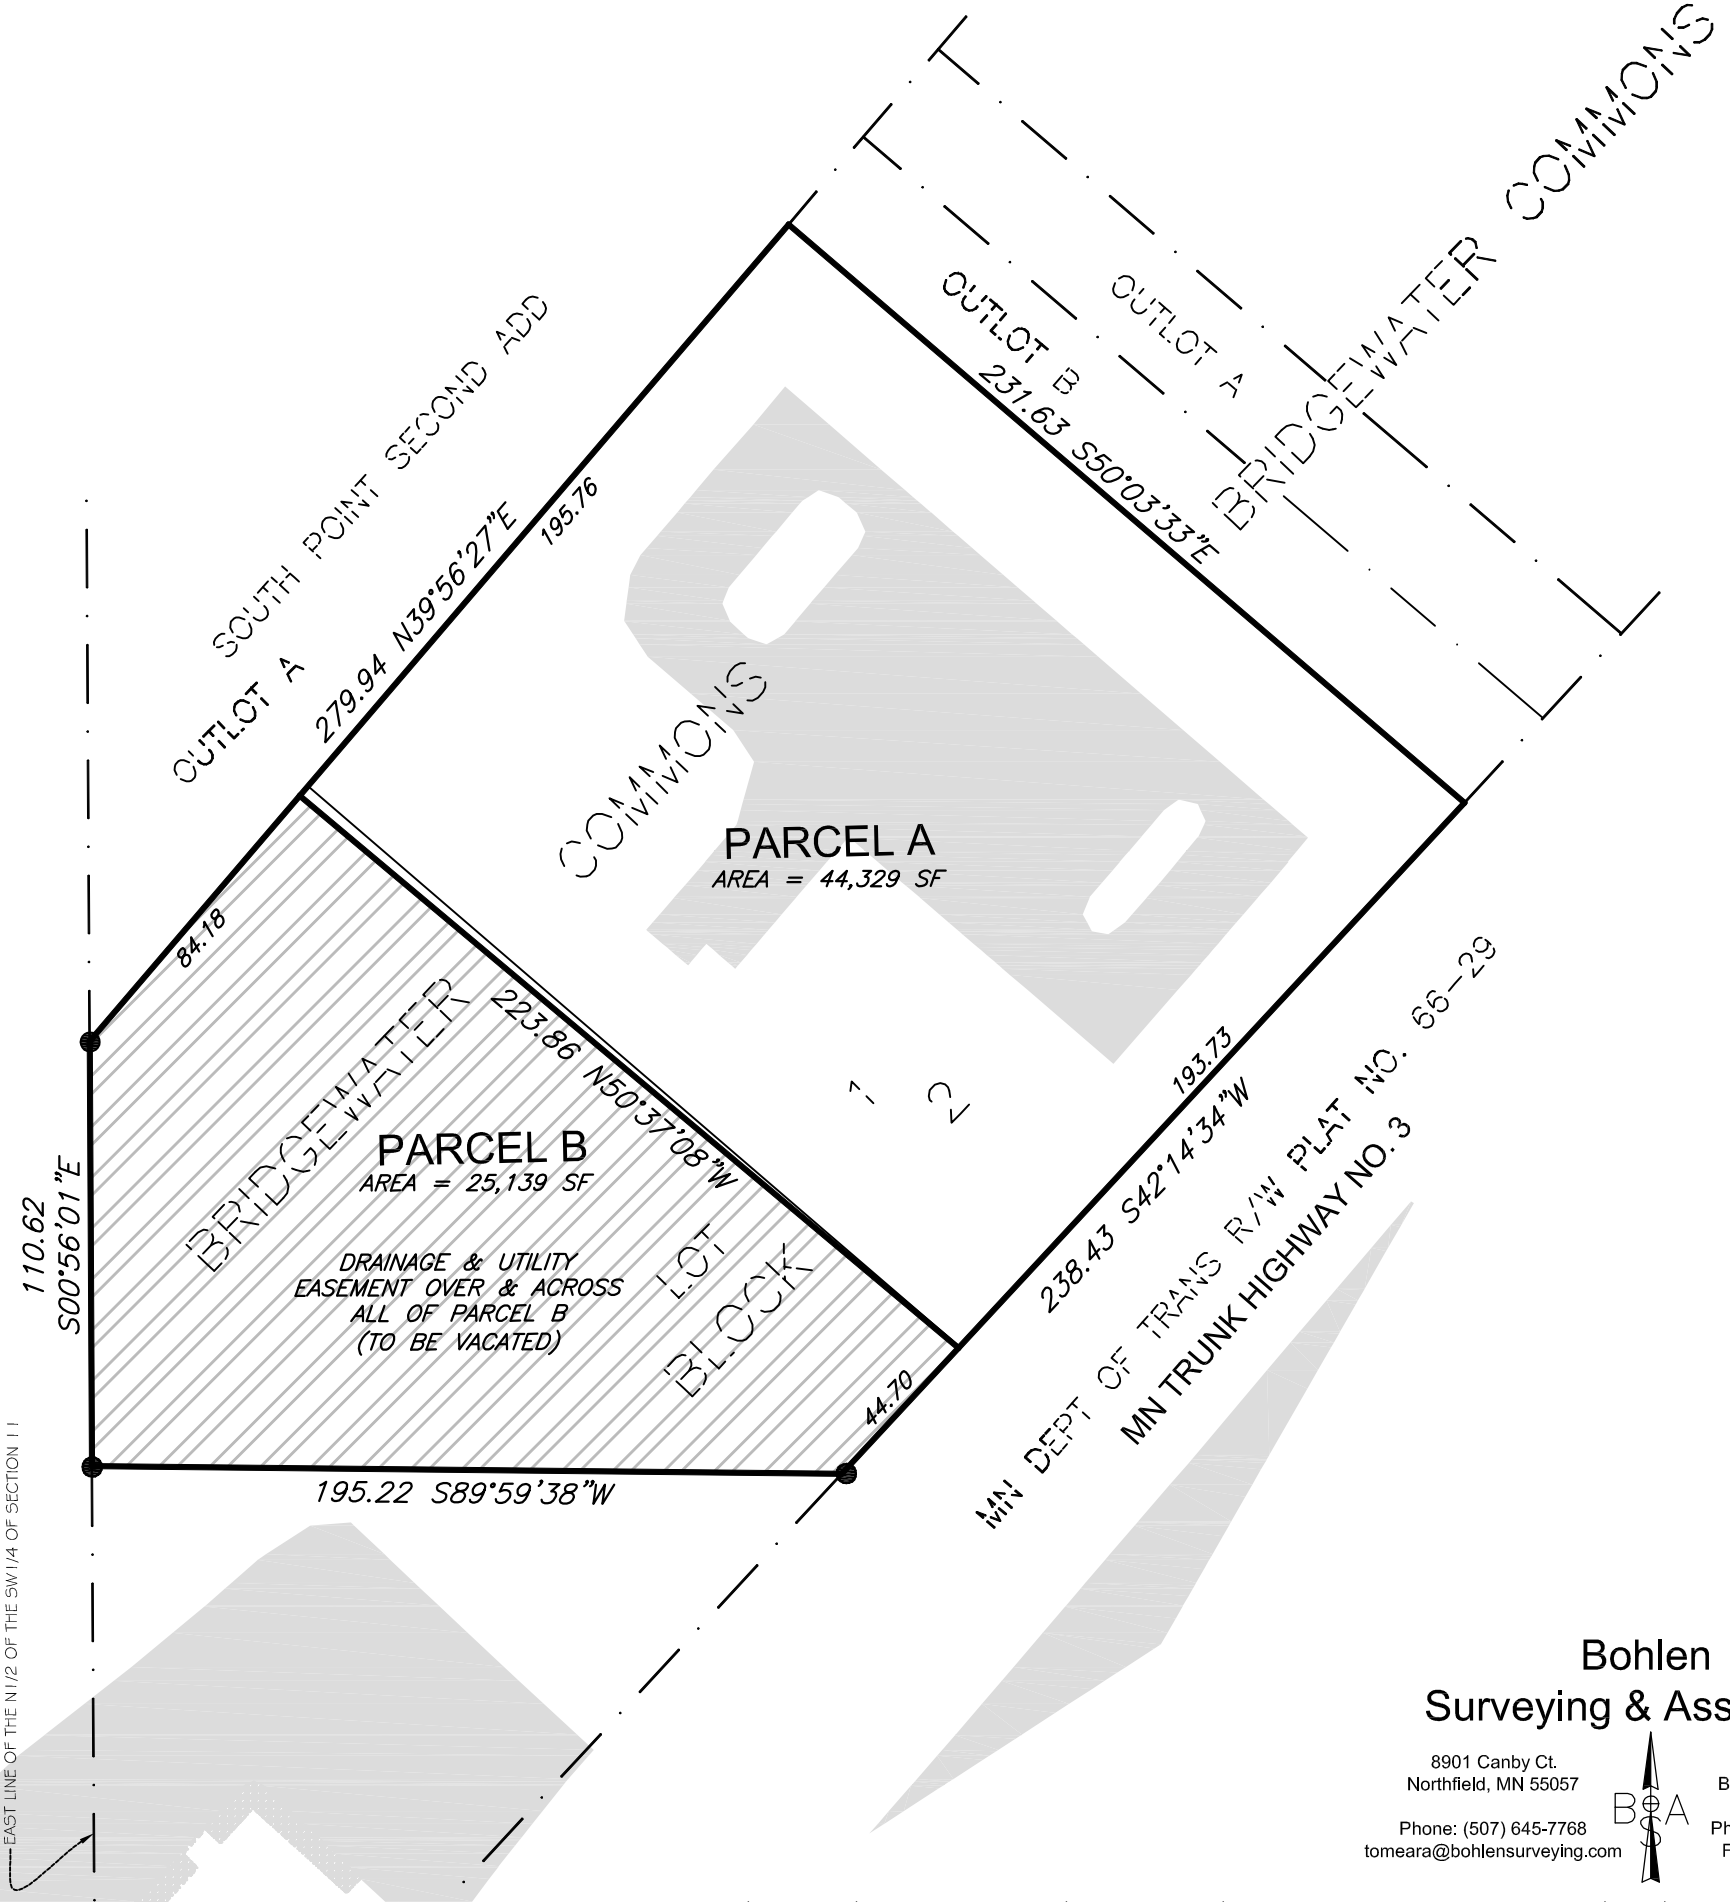 BRIDGEWATER COMMONS
OUTLOT A
OUTLOT B
231.63 S50°03'33"E
SOUTH POINT SECOND ADD
OUTLOT A
279.94 N39°56'27"E
195.76
84.18
COMMONS
PARCEL A
AREA = 44,329 SF
BRIDGEWATER
223.86 N50°37'08"W
1
2
193.73
238.43 S42°14'34"W
PARCEL B
AREA = 25,139 SF
DRAINAGE & UTILITY
EASEMENT OVER & ACROSS
ALL OF PARCEL B
(TO BE VACATED)
LOT
BLOCK
44.70
110.62
S00°56'01"E
195.22 S89°59'38"W
MN DEPT OF TRANS R/W PLAT NO. 66-29
MN TRUNK HIGHWAY NO. 3
EAST LINE OF THE N1/2 OF THE SW1/4 OF SECTION 11
Bohlen
Surveying & Ass
8901 Canby Ct.
Northfield, MN 55057
B
Phone: (507) 645-7768
Ph
tomeara@bohlensurveying.com
F
B S A